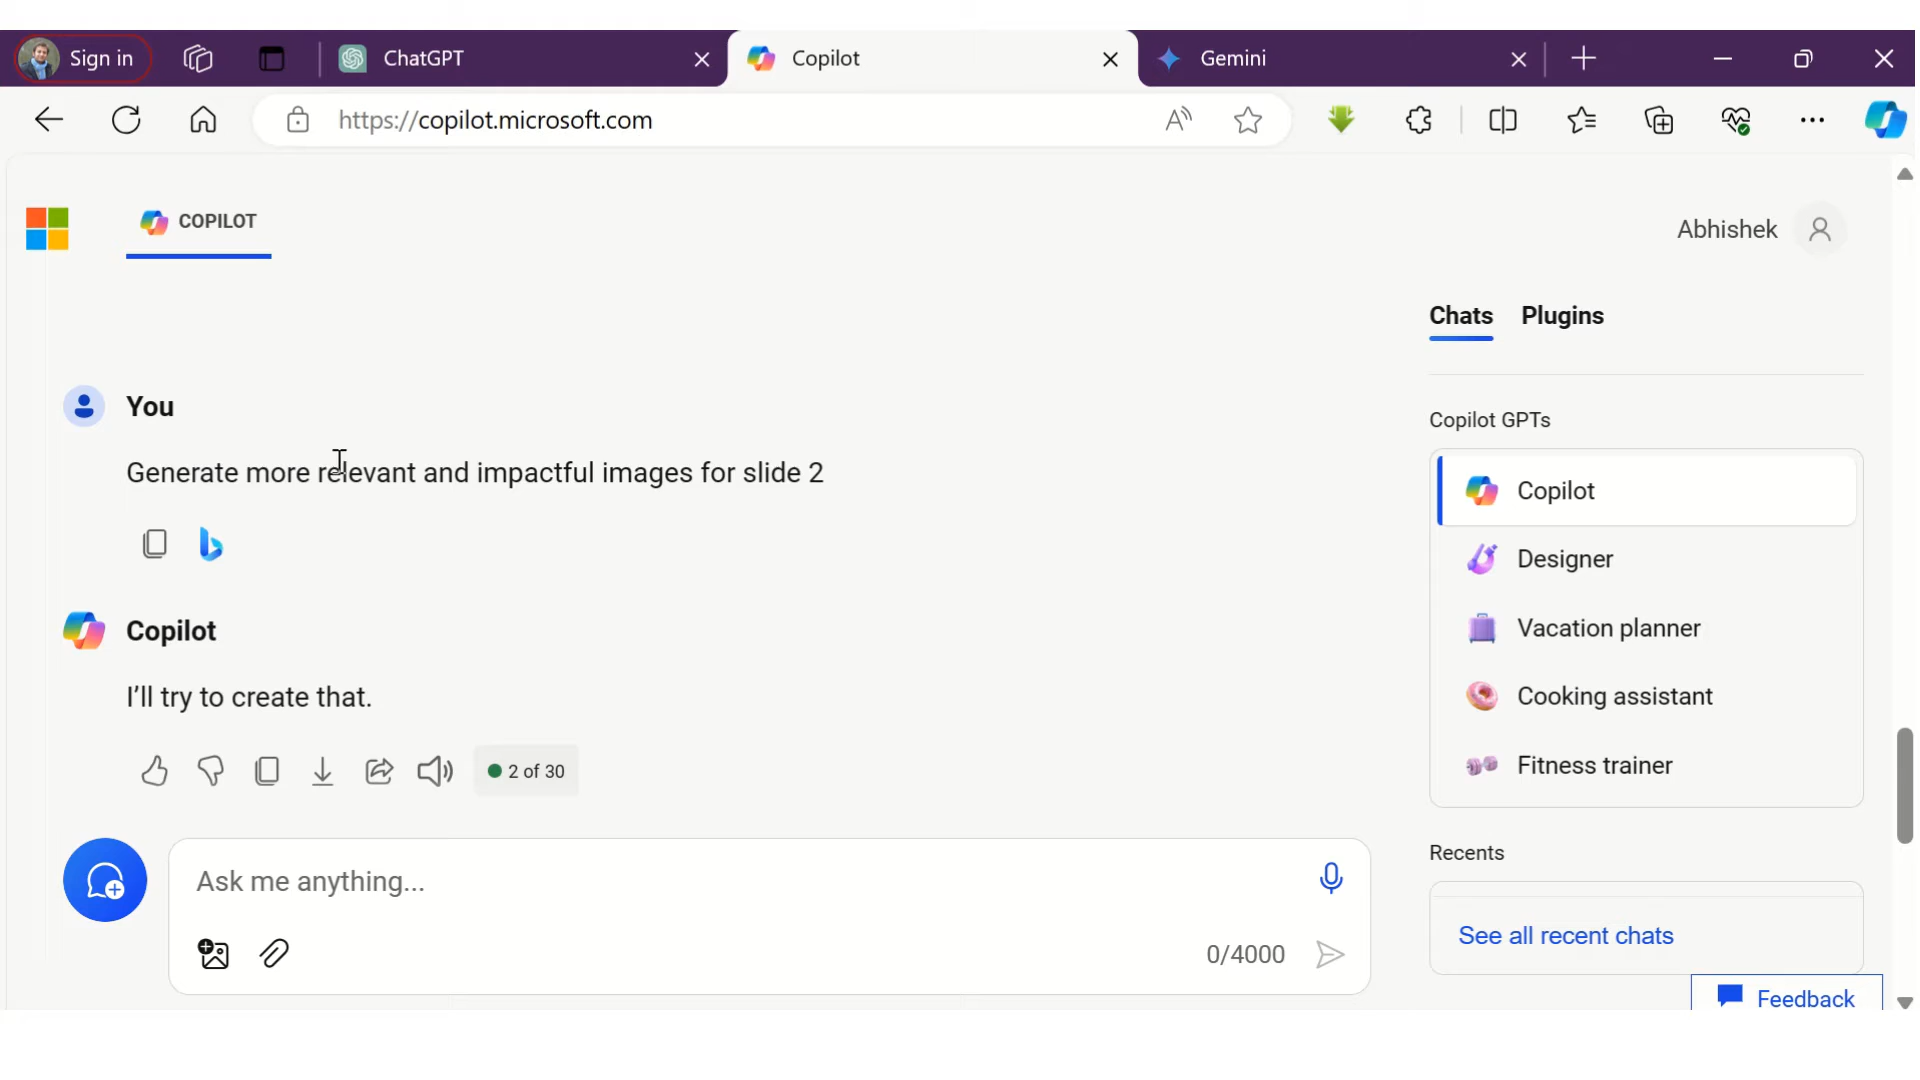 Sign in
ChatGPT
Copilot
Gemini
https://copilot.microsoft.com
COPILOT
Abhishek
Chats Plugins
You
Generate more relevant and impactful images for slide 2
Copilot
I'll try to create that.
2 of 30
Ask me anything...
0/4000
Copilot GPTs
Copilot
Designer
Vacation planner
Cooking assistant
Fitness trainer
Recents
See all recent chats
Feedback